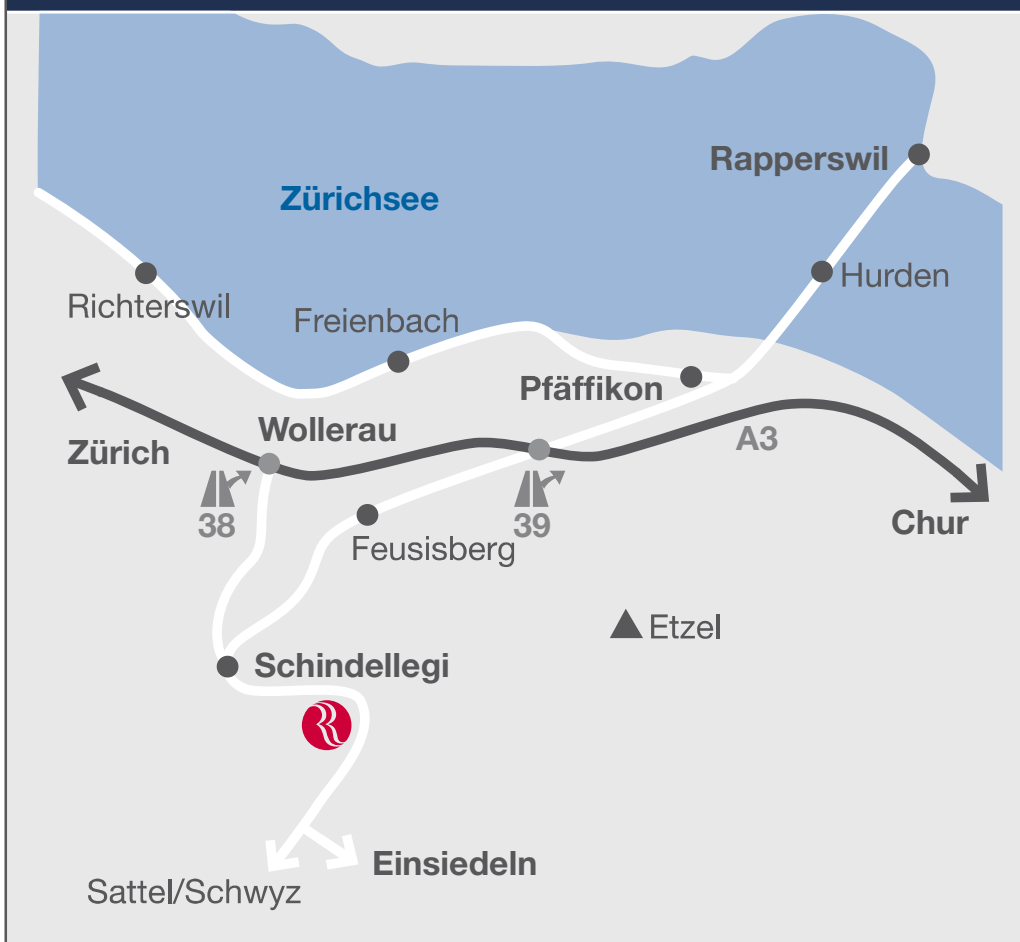 Rapperswil
Zürichsee
Hurden
Richterswil
Freienbach
Pfäffikon
Wollerau
A3
Zürich
38
39
Chur
Feusisberg
Etzel
Schindellegi
Einsiedeln
Sattel/Schwyz